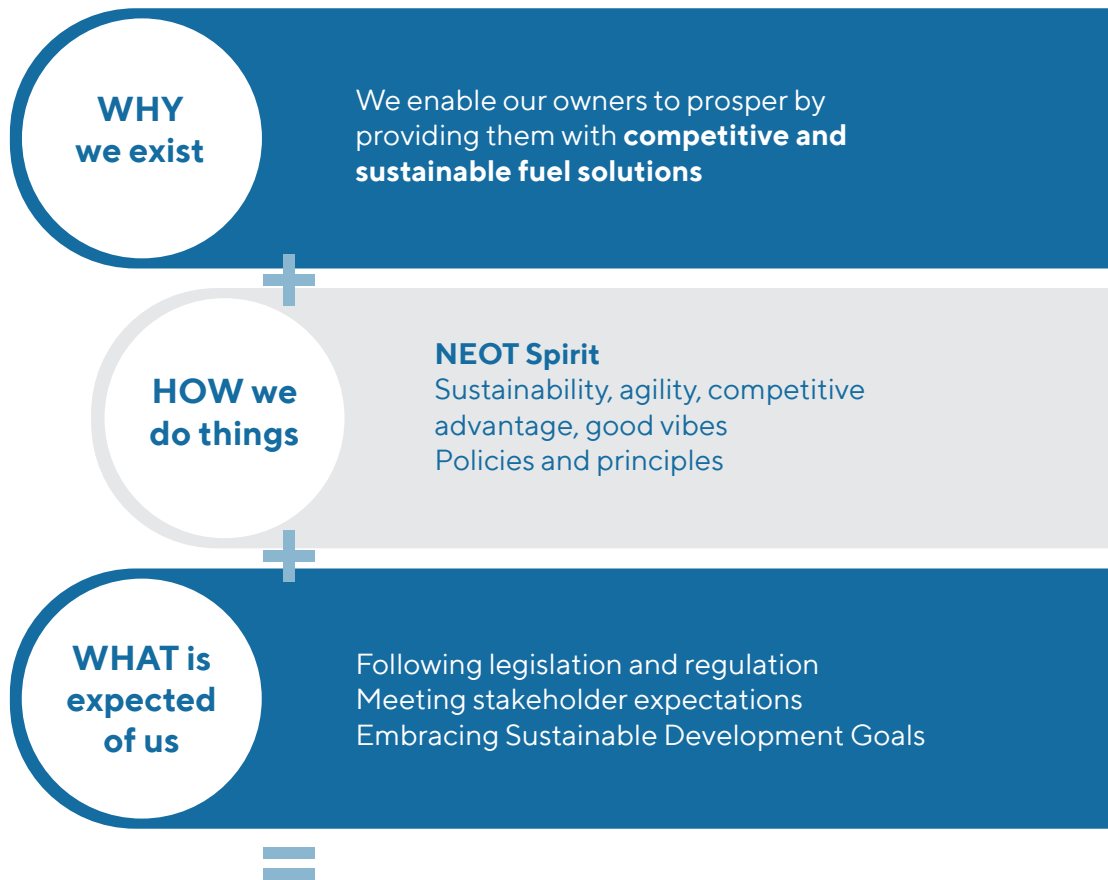 WHY
we exist
We enable our owners to prosper by
providing them with competitive and
sustainable fuel solutions
+
HOW we
do things
NEOT Spirit
Sustainability, agility, competitive
advantage, good vibes
Policies and principles
+
WHAT is
expected
of us
Following legislation and regulation
Meeting stakeholder expectations
Embracing Sustainable Development Goals
=